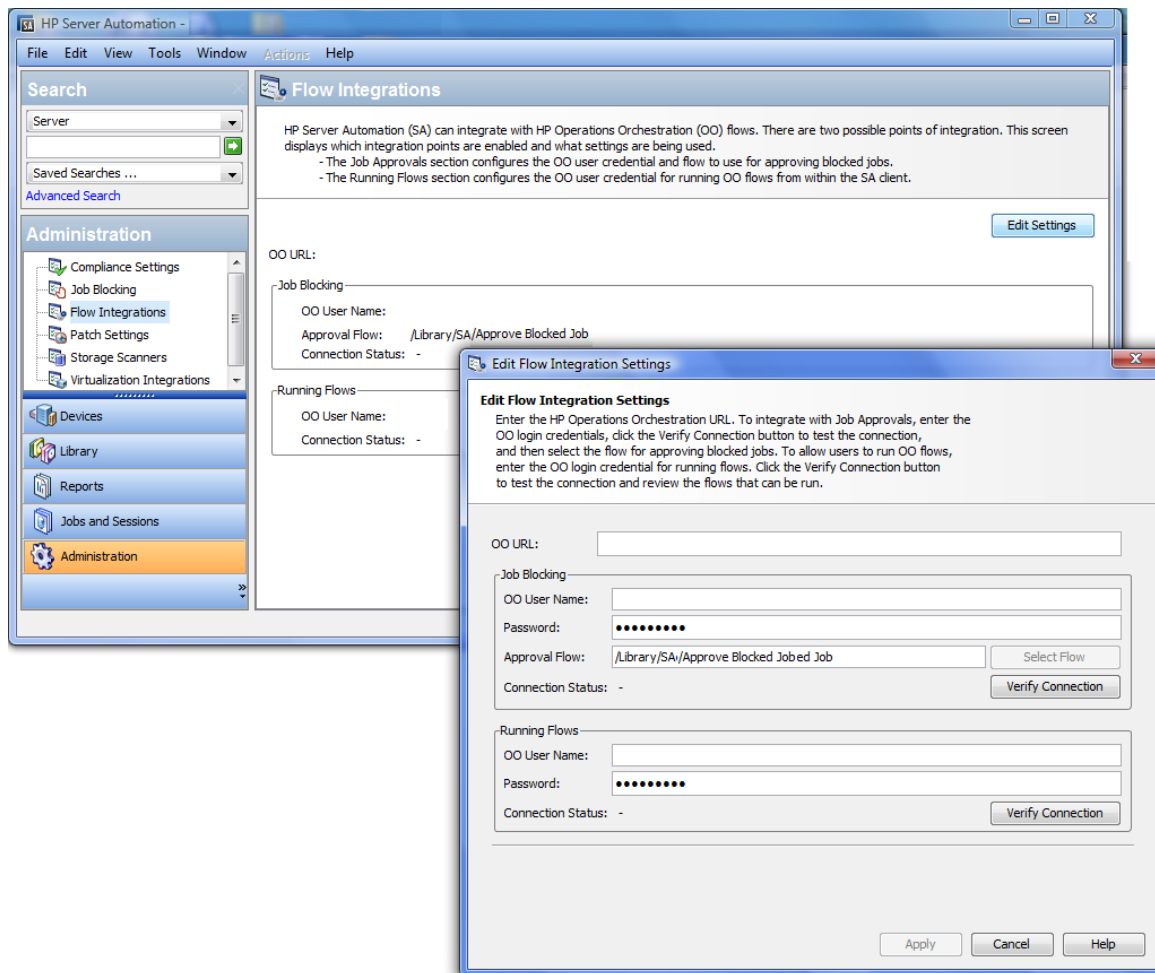 HP Server Automation -
File Edit View Tools Window Actions Help
Search
Server
Saved Searches ...
Advanced Search
Administration
Compliance Settings
Job Blocking
Flow Integrations
Patch Settings
Storage Scanners
Virtualization Integrations
Devices
Library
Reports
Jobs and Sessions
Administration
Flow Integrations
HP Server Automation (SA) can integrate with HP Operations Orchestration (OO) flows. There are two possible points of integration. This screen
displays which integration points are enabled and what settings are being used.
- The Job Approvals section configures the OO user credential and flow to use for approving blocked jobs.
- The Running Flows section configures the OO user credential for running OO flows from within the SA client.
Edit Settings
OO URL:
Job Blocking
OO User Name:
Approval Flow: /Library/SA/Approve Blocked Job
Connection Status: -
Running Flows
OO User Name:
Connection Status: -
Edit Flow Integration Settings
Edit Flow Integration Settings
Enter the HP Operations Orchestration URL. To integrate with Job Approvals, enter the
OO login credentials, click the Verify Connection button to test the connection,
and then select the flow for approving blocked jobs. To allow users to run OO flows,
enter the OO login credential for running flows. Click the Verify Connection button
to test the connection and review the flows that can be run.
OO URL:
Job Blocking
OO User Name:
Password: •••••••••
Approval Flow: /Library/SA/Approve Blocked Jobed Job Select Flow
Connection Status: - Verify Connection
Running Flows
OO User Name:
Password: •••••••••
Connection Status: - Verify Connection
Apply Cancel Help